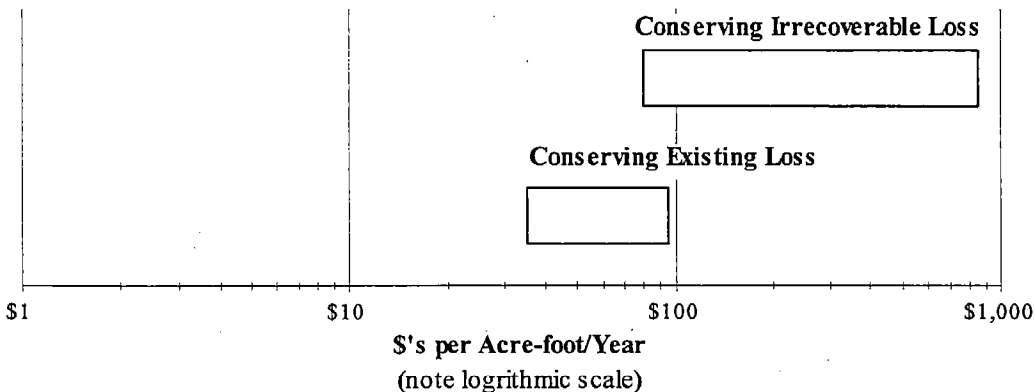 Conserving Irrecoverable Loss
Conserving Existing Loss
$1 $10 $100 $1,000
$'s per Acre-foot/Year
(note logrithmic scale)